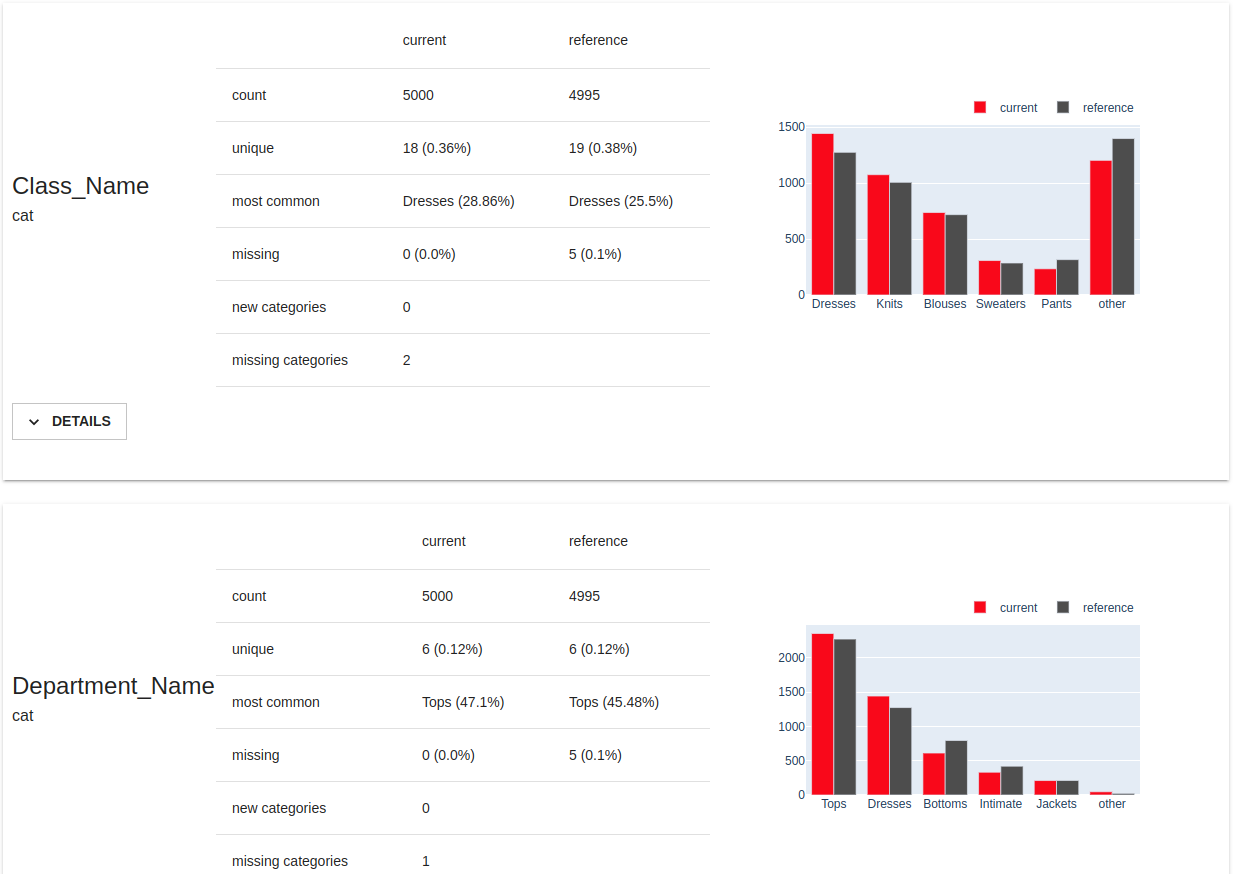 current reference
count 5000 4995
unique 18 (0.36%) 19 (0.38%)
most common Dresses (28.86%) Dresses (25.5%)
missing 0 (0.0%) 5 (0.1%)
new categories 0
missing categories 2
Class_Name
cat
DETAILS
current reference
1500
1000
500
0
Dresses Knits Blouses Sweaters Pants other
current reference
count 5000 4995
unique 6 (0.12%) 6 (0.12%)
most common Tops (47.1%) Tops (45.48%)
missing 0 (0.0%) 5 (0.1%)
new categories 0
missing categories 1
Department_Name
cat
current reference
2000
1500
1000
500
0
Tops Dresses Bottoms Intimate Jackets other